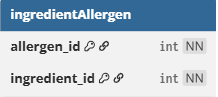 ingredientAllergen
allergen_id int NN
ingredient_id int NN